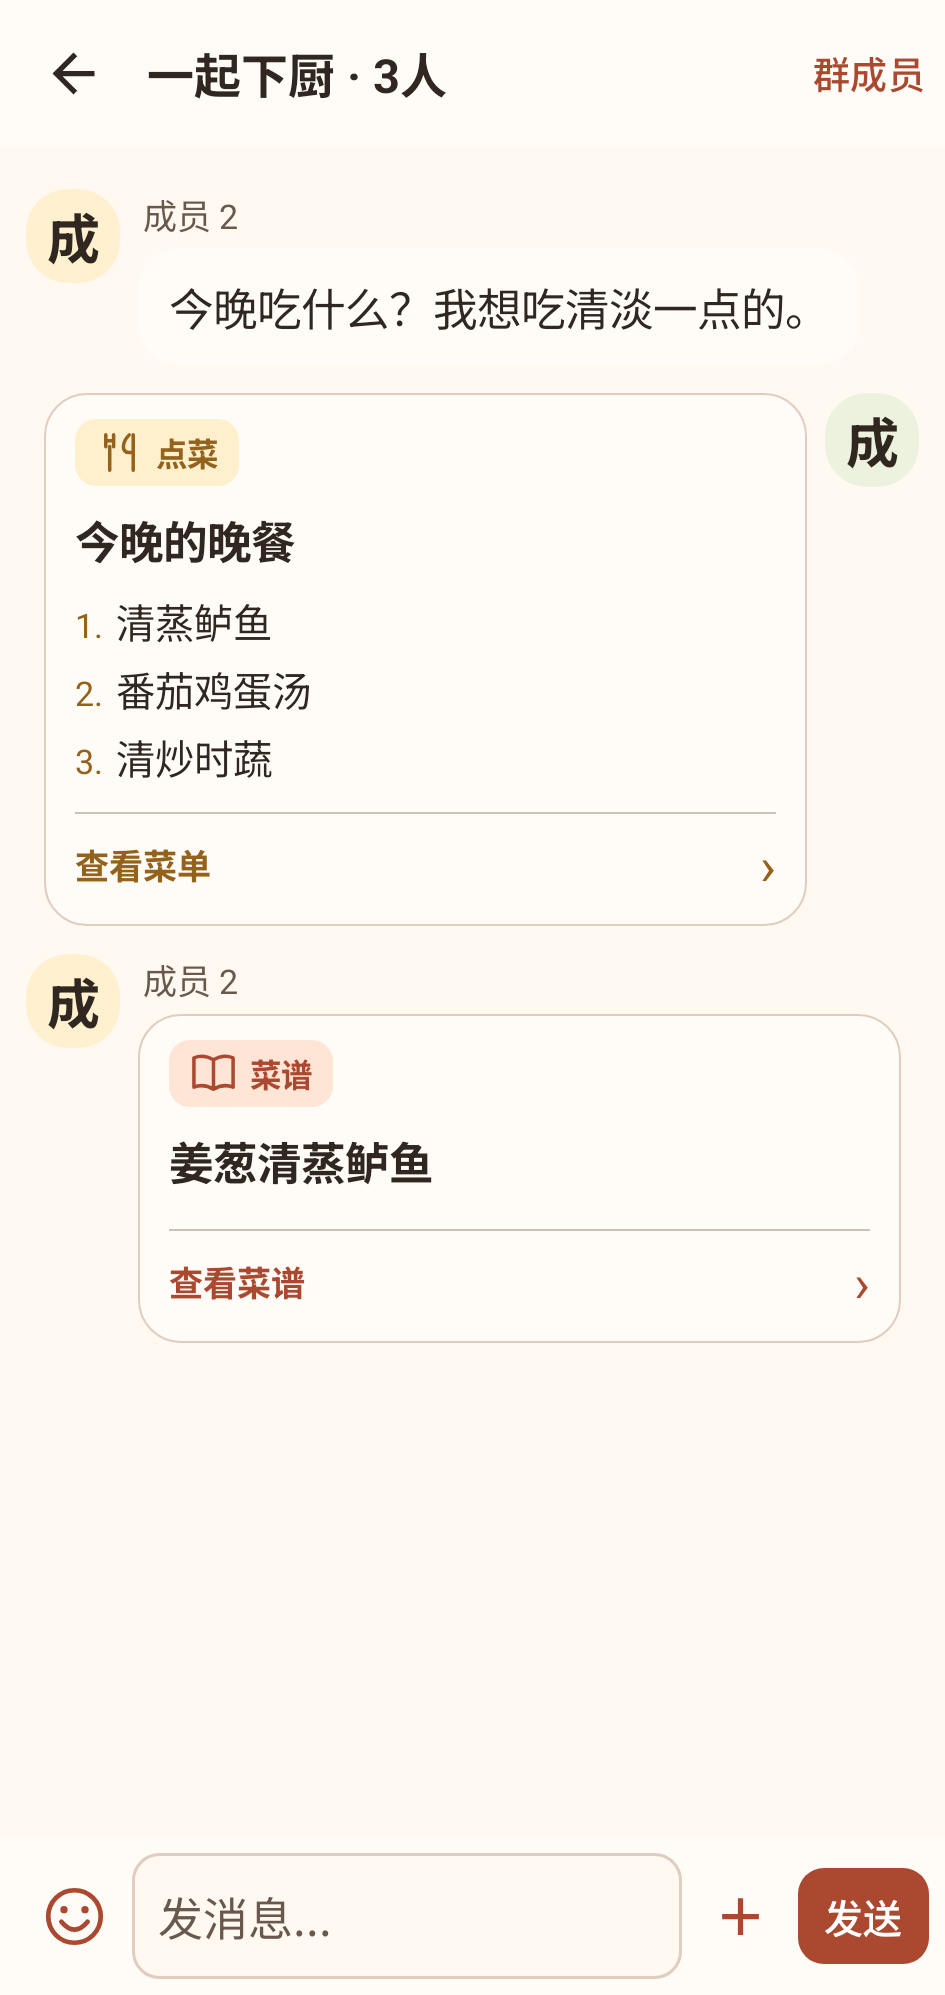 一起下厨 · 3人
群成员
成
成员 2
今晚吃什么？我想吃清淡一点的。
成
点菜
今晚的晚餐
1. 清蒸鲈鱼
2. 番茄鸡蛋汤
3. 清炒时蔬
查看菜单
成
成员 2
菜谱
姜葱清蒸鲈鱼
查看菜谱
发消息...
发送